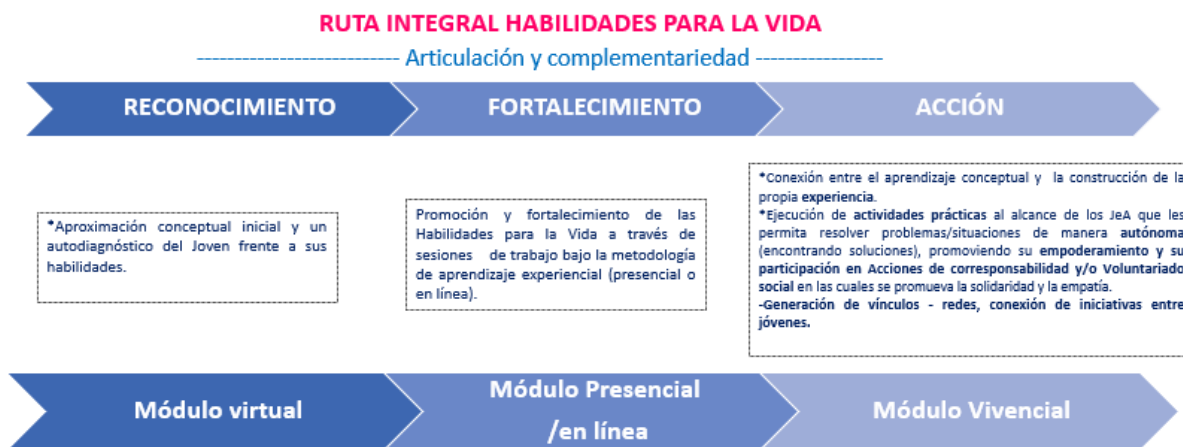 RUTA INTEGRAL HABILIDADES PARA LA VIDA
--------------------------- Articulación y complementariedad -----------------
RECONOCIMIENTO
FORTALECIMIENTO
ACCIÓN
*Aproximación conceptual inicial y un
autodiagnóstico del Joven frente a sus
habilidades.
Promoción y fortalecimiento de las
Habilidades para la Vida a través de
sesiones de trabajo bajo la metodología
de aprendizaje experiencial (presencial o
en línea).
*Conexión entre el aprendizaje conceptual y la construcción de la
propia experiencia.
*Ejecución de actividades prácticas al alcance de los JeA que les
permita resolver problemas/situaciones de manera autónoma
(encontrando soluciones), promoviendo su empoderamiento y su
participación en Acciones de corresponsabilidad y/o Voluntariado
social en las cuales se promueva la solidaridad y la empatía.
-Generación de vínculos - redes, conexión de iniciativas entre
jóvenes.
Módulo virtual
Módulo Presencial
/en línea
Módulo Vivencial